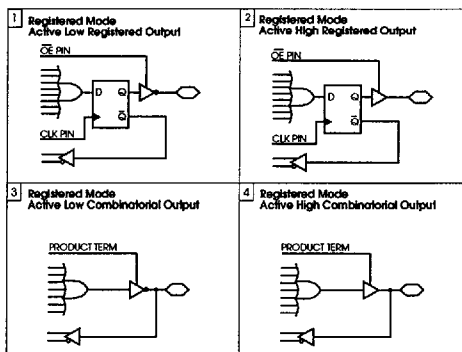 1 Registered Mode
Active Low Registered Output
OE PIN
D Q
Q
CLK PIN
2 Registered Mode
Active High Registered Output
OE PIN
D Q
Q
CLK PIN
3 Registered Mode
Active Low Combinatorial Output
PRODUCT TERM
4 Registered Mode
Active High Combinatorial Output
PRODUCT TERM